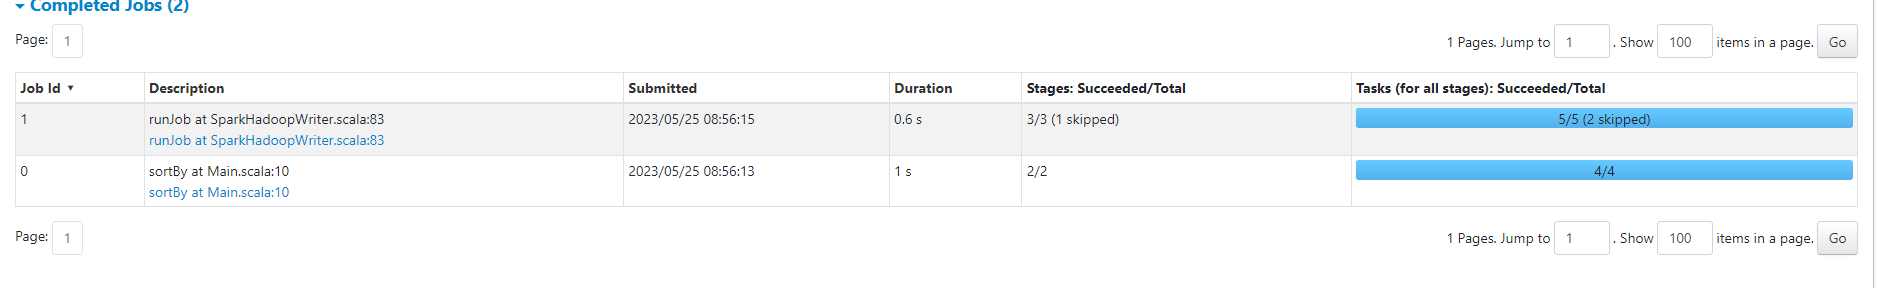 Completed Jobs (2)
Page: 1
1 Pages. Jump to 1 . Show 100 items in a page. Go
Job Id ▾ Description Submitted Duration Stages: Succeeded/Total Tasks (for all stages): Succeeded/Total
1 runJob at SparkHadoopWriter.scala:83 2023/05/25 08:56:15 0.6 s 3/3 (1 skipped) 5/5 (2 skipped)
runJob at SparkHadoopWriter.scala:83
0 sortBy at Main.scala:10 2023/05/25 08:56:13 1 s 2/2 4/4
sortBy at Main.scala:10
Page: 1
1 Pages. Jump to 1 . Show 100 items in a page. Go